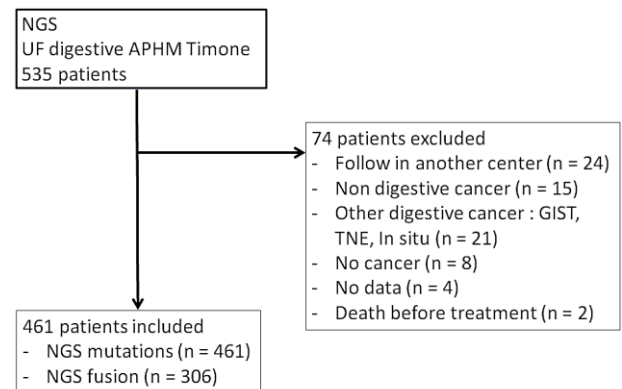 NGS
UF digestive APHM Timone
535 patients
74 patients excluded
- Follow in another center (n = 24)
- Non digestive cancer (n = 15)
- Other digestive cancer : GIST,
TNE, In situ (n = 21)
- No cancer (n = 8)
- No data (n = 4)
- Death before treatment (n = 2)
461 patients included
- NGS mutations (n = 461)
- NGS fusion (n = 306)